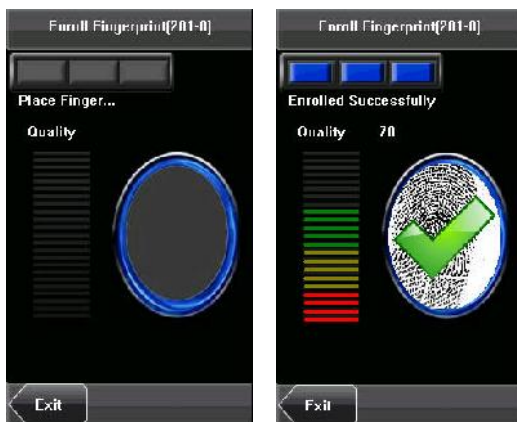 Enroll Fingerprint[201-0]
Place Finger...
Quality
Exit
Enroll Fingerprint[201-0]
Enrolled Successfully
Quality 70
Exit